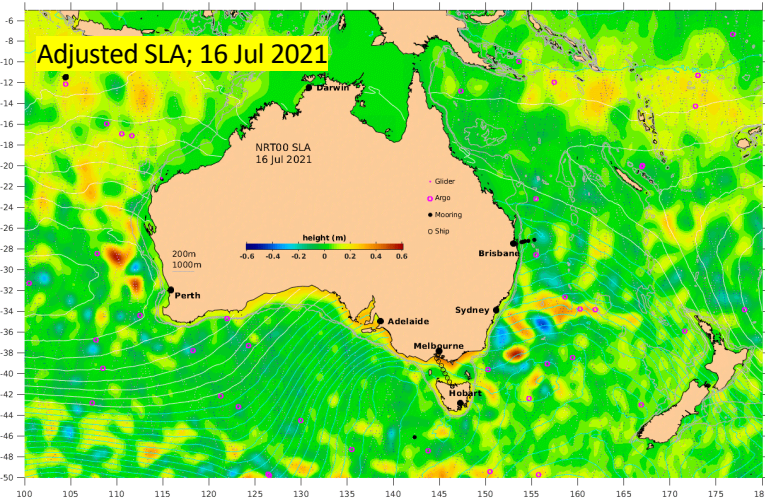 Adjusted SLA; 16 Jul 2021
-6
-8
-10
-12
-14
-16
-18
-20
-22
-24
-26
-28
-30
-32
-34
-36
-38
-40
-42
-44
-46
-48
-50
Darwin
NRT00 SLA
16 Jul 2021
Glider
Argo
Mooring
Ship
height (m)
-0.6 -0.4 -0.2 0 0.2 0.4 0.6
200m
1000m
Brisbane
Perth
Sydney
Adelaide
Melbourne
Hobart
100 105 110 115 120 125 130 135 140 145 150 155 160 165 170 175